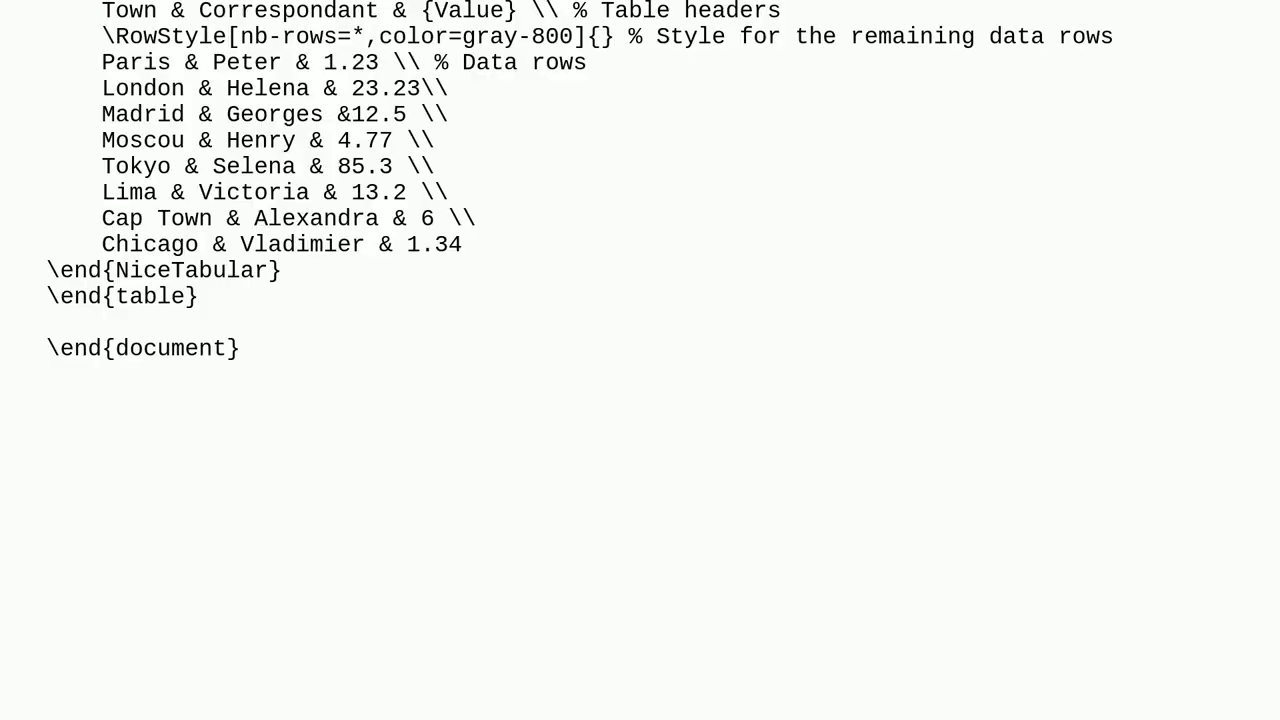 Town & Correspondant & {Value} \\ % Table headers
\RowStyle[nb-rows=*,color=gray-800]{} % Style for the remaining data rows
Paris & Peter & 1.23 \\ % Data rows
London & Helena & 23.23\\
Madrid & Georges &12.5 \\
Moscou & Henry & 4.77 \\
Tokyo & Selena & 85.3 \\
Lima & Victoria & 13.2 \\
Cap Town & Alexandra & 6 \\
Chicago & Vladimier & 1.34
\end{NiceTabular}
\end{table}
\end{document}